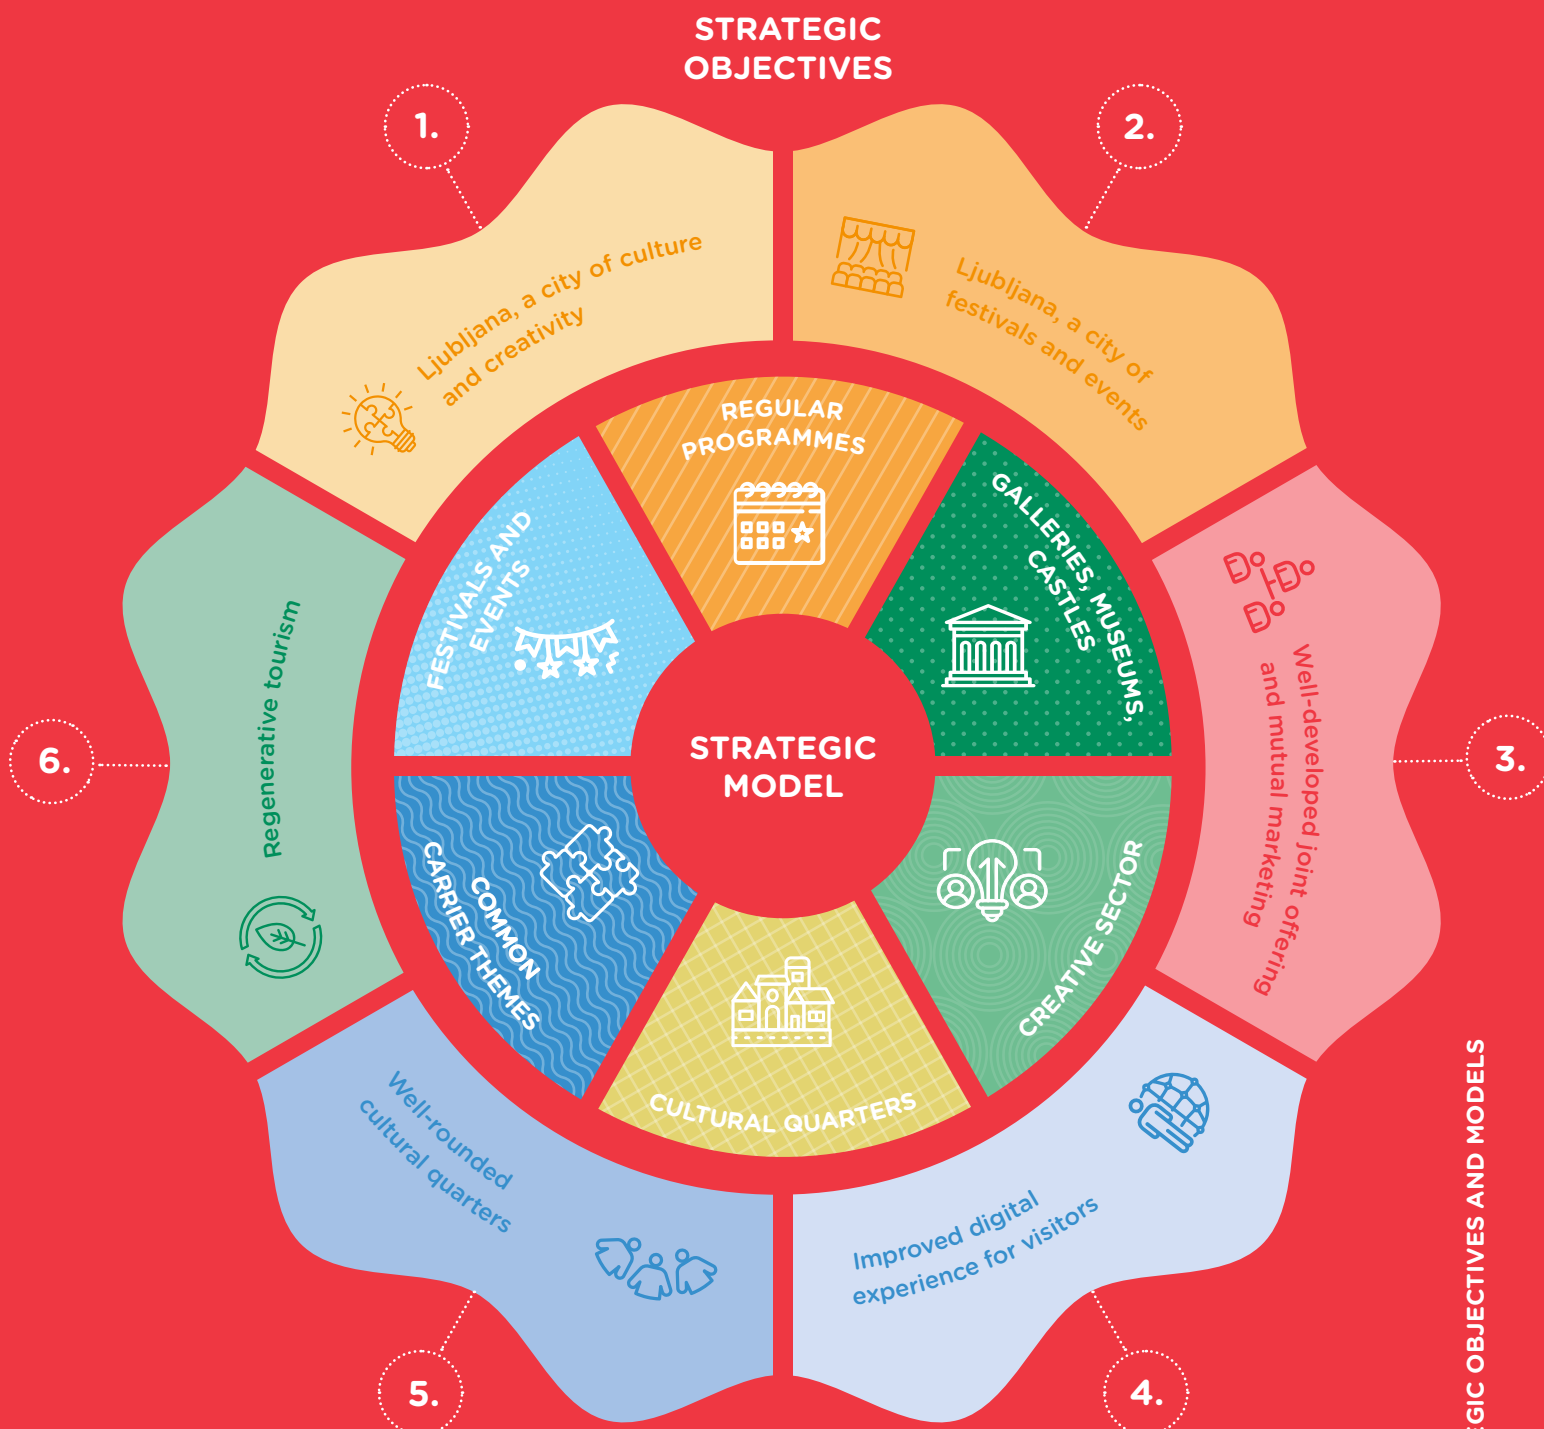 STRATEGIC
OBJECTIVES
1.
Ljubljana, a city of culture
and creativity
2.
Ljubljana, a city of
festivals and events
3.
Well-developed joint offering
and mutual marketing
4.
Improved digital
experience for visitors
5.
Well-rounded
cultural quarters
6.
Regenerative tourism
STRATEGIC
MODEL
REGULAR
PROGRAMMES
GALLERIES, MUSEUMS,
CASTLES
CREATIVE SECTOR
CULTURAL QUARTERS
COMMON
CARRIER THEMES
FESTIVALS AND
EVENTS
OBJECTIVES AND MODELS